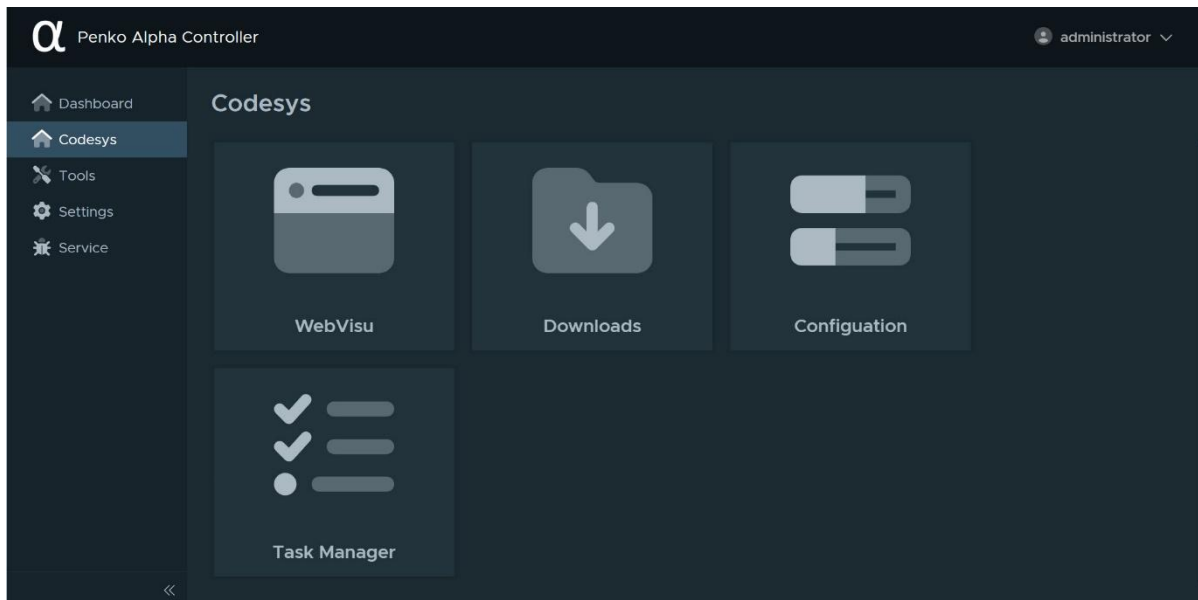 α Penko Alpha Controller
administrator
Dashboard
Codesys
Tools
Settings
Service
Codesys
WebVisu
Downloads
Configuation
Task Manager